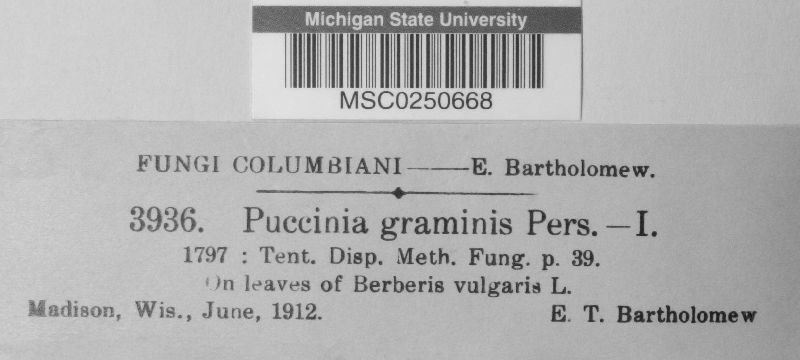 Michigan State University
MSC0250668
FUNGI COLUMBIANI——E. Bartholomew.
3936. Puccinia graminis Pers.—I.
1797 : Tent. Disp. Meth. Fung. p. 39.
On leaves of Berberis vulgaris L.
Madison, Wis., June, 1912. E. T. Bartholomew